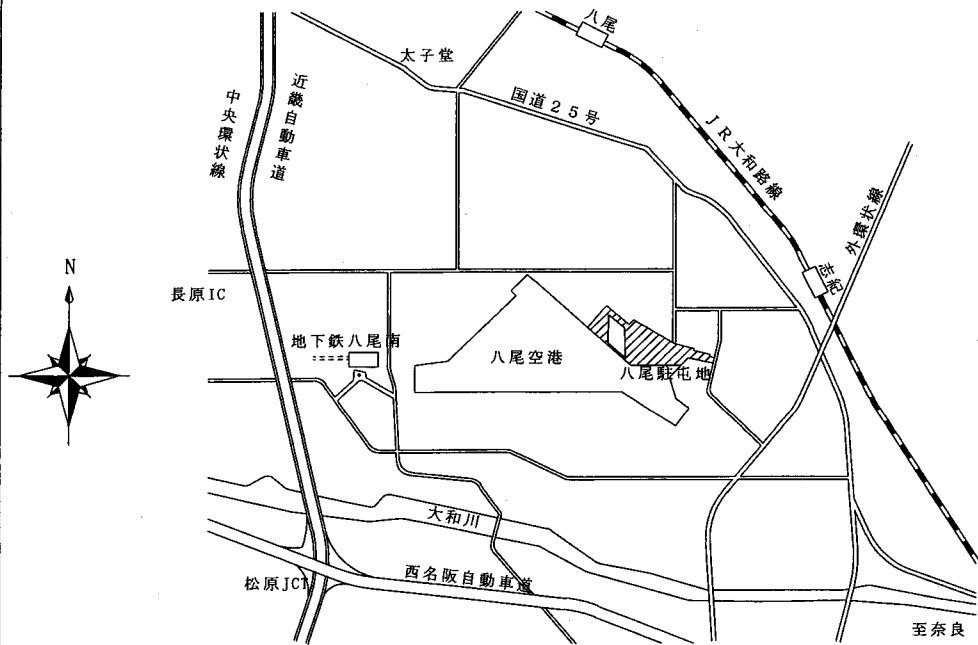 八尾
太子堂
近畿自動車道
中央環状線
国道25号
JR大和路線
外環状線
N
志紀
長原IC
地下鉄八尾南
八尾空港
八尾駐屯地
大和川
西名阪自動車道
松原JCT
至奈良